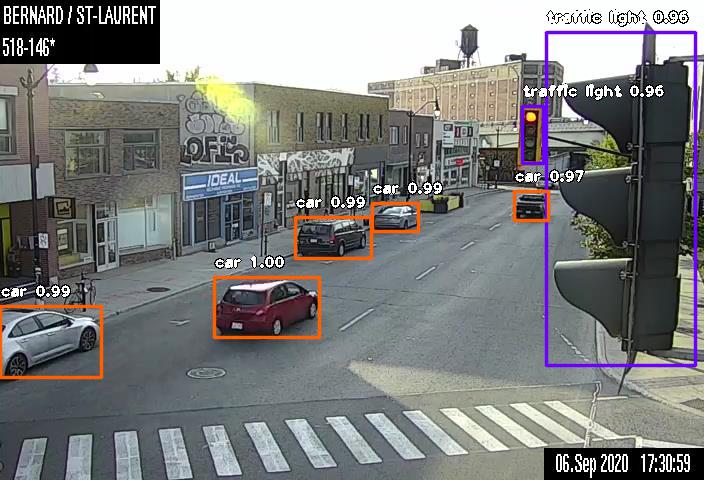 BERNARD / ST-LAURENT
518-146*
traffic light 0.96
traffic light 0.96
car 0.97
car 0.99
car 0.99
IDEAL
car 1.00
car 0.99
06.Sep 2020 17:30:59